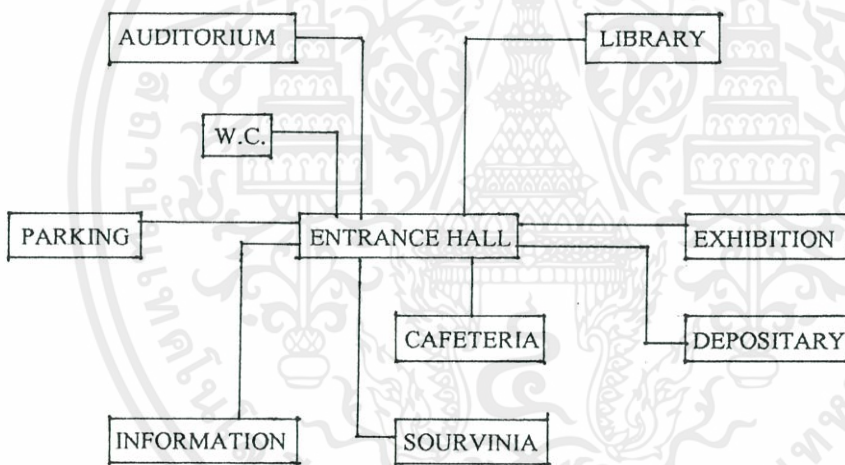 AUDITORIUM
LIBRARY
W.C.
PARKING
ENTRANCE HALL
EXHIBITION
CAFETERIA
DEPOSITARY
INFORMATION
SOURVINIA